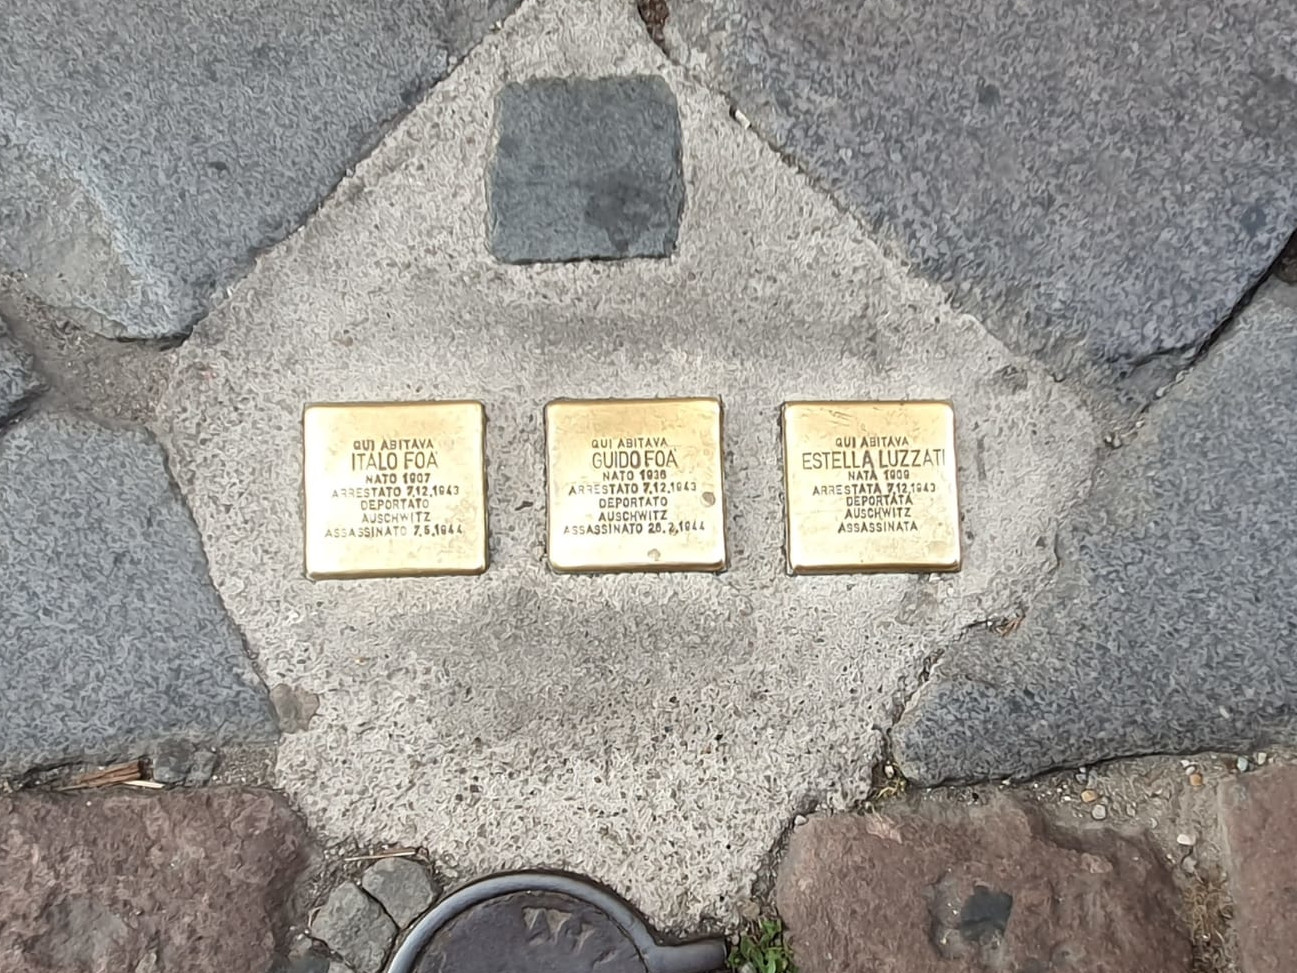 QUI ABITAVA
ITALO FOA
NATO 1907
ARRESTATO 7.12.1943
DEPORTATO
AUSCHWITZ
ASSASSINATO 7.5.1944
QUI ABITAVA
GUIDO FOA
NATO 1936
ARRESTATO 7.12.1943
DEPORTATO
AUSCHWITZ
ASSASSINATO 26.2.1944
QUI ABITAVA
ESTELLA LUZZATI
NATA 1909
ARRESTATA 7.12.1943
DEPORTATA
AUSCHWITZ
ASSASSINATA